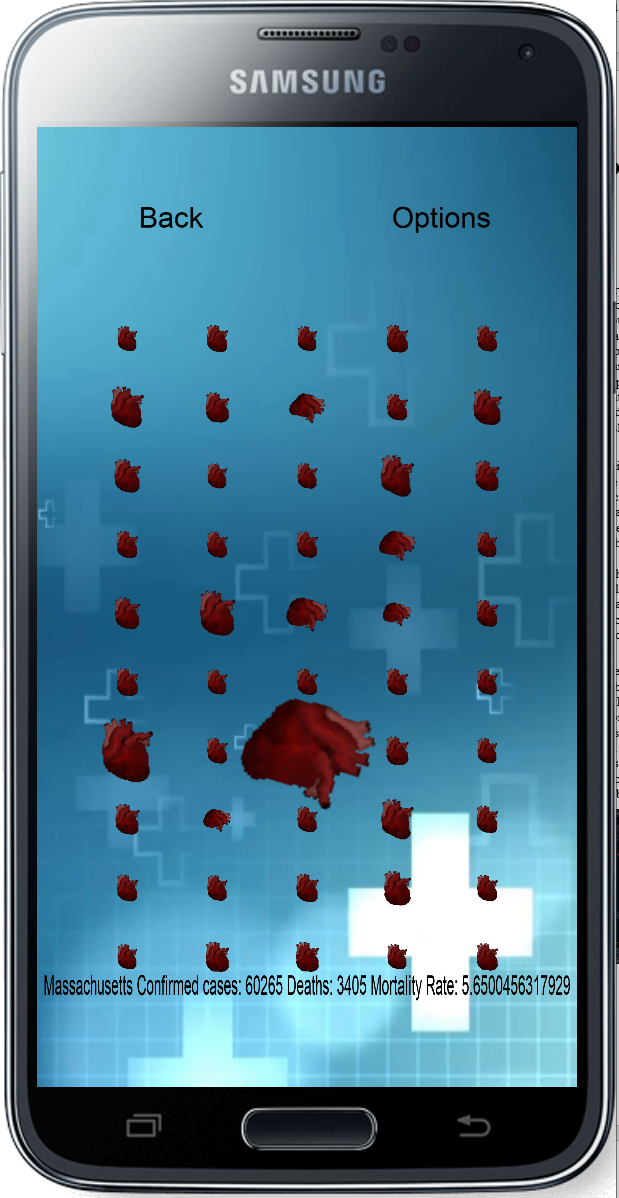 SAMSUNG
Back Options
Massachusetts Confirmed cases: 60265 Deaths: 3405 Mortality Rate: 5.6500456317929